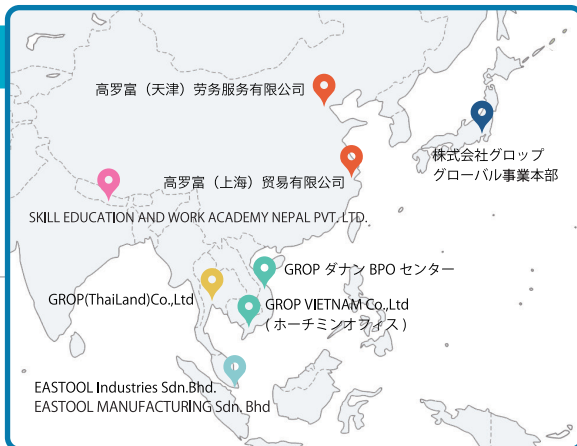 高罗富（天津）劳务服务有限公司
株式会社グロップ
グローバル事業本部
高罗富（上海）贸易有限公司
SKILL EDUCATION AND WORK ACADEMY NEPAL PVT. LTD.
GROP ダナン BPO センター
GROP(ThaiLand)Co.,Ltd
GROP VIETNAM Co.,Ltd
(ホーチミンオフィス)
EASTOOL Industries Sdn.Bhd.
EASTOOL MANUFACTURING Sdn. Bhd